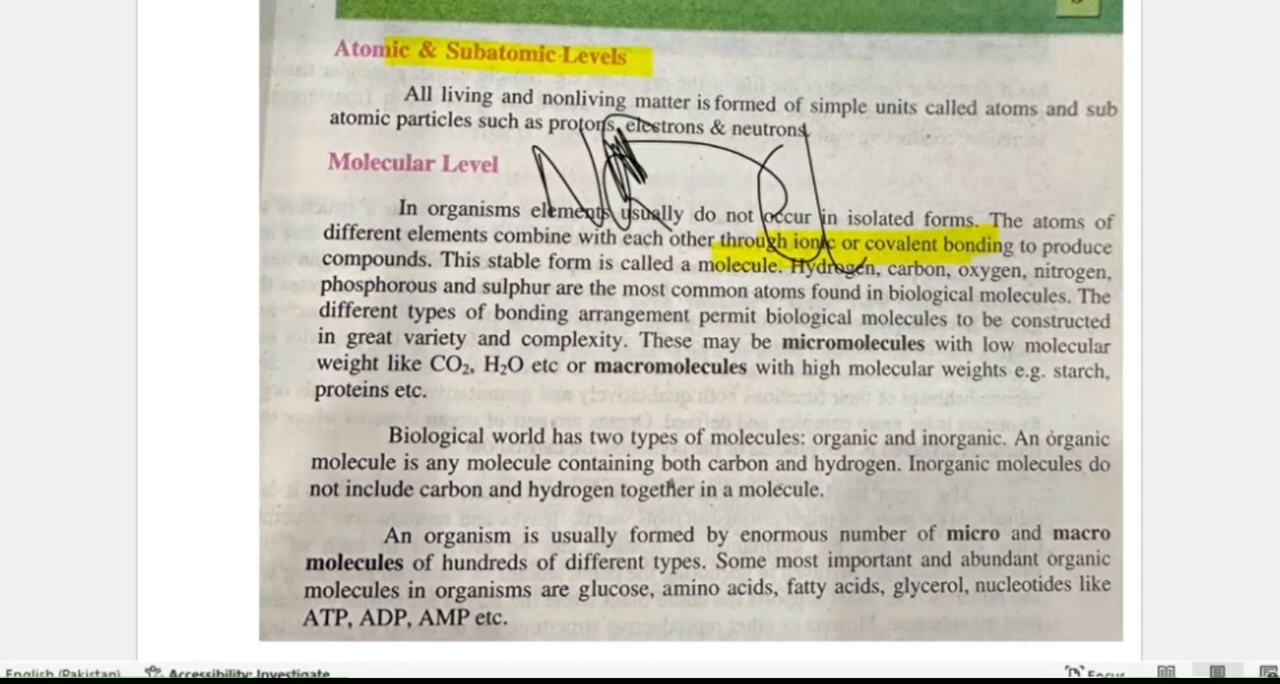 Atomic & Subatomic Levels
All living and nonliving matter is formed of simple units called atoms and sub
atomic particles such as protons, electrons & neutrons.
Molecular Level
In organisms elements usually do not occur in isolated forms. The atoms of
different elements combine with each other through ionic or covalent bonding to produce
compounds. This stable form is called a molecule. Hydrogen, carbon, oxygen, nitrogen,
phosphorous and sulphur are the most common atoms found in biological molecules. The
different types of bonding arrangement permit biological molecules to be constructed
in great variety and complexity. These may be micromolecules with low molecular
weight like CO₂, H₂O etc or macromolecules with high molecular weights e.g. starch,
proteins etc.
Biological world has two types of molecules: organic and inorganic. An organic
molecule is any molecule containing both carbon and hydrogen. Inorganic molecules do
not include carbon and hydrogen together in a molecule.
An organism is usually formed by enormous number of micro and macro
molecules of hundreds of different types. Some most important and abundant organic
molecules in organisms are glucose, amino acids, fatty acids, glycerol, nucleotides like
ATP, ADP, AMP etc.
English (Pakistan) Accessibility: Investigate Focus